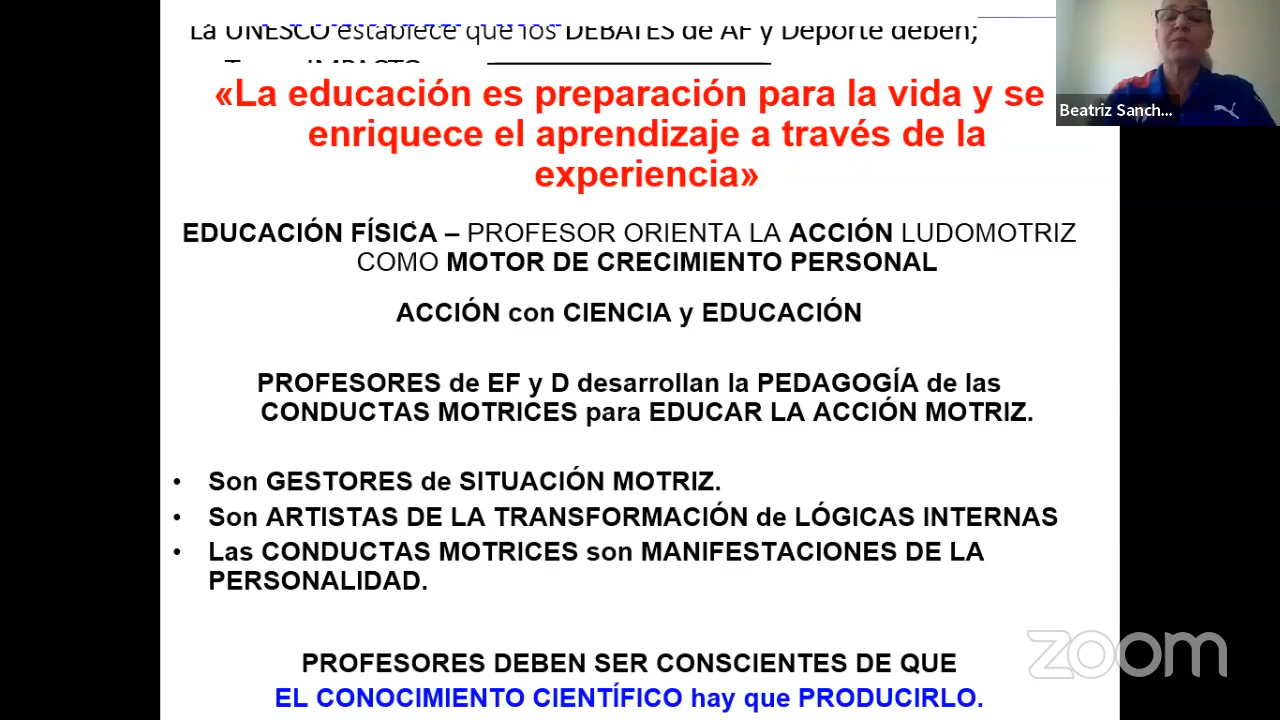 La UNESCO establece que los DEBATES de AF y Deporte deben;
IMPACTO
«La educación es preparación para la vida y se
enriquece el aprendizaje a través de la
experiencia»
EDUCACIÓN FÍSICA – PROFESOR ORIENTA LA ACCIÓN LUDOMOTRIZ
COMO MOTOR DE CRECIMIENTO PERSONAL
ACCIÓN con CIENCIA y EDUCACIÓN
PROFESORES de EF y D desarrollan la PEDAGOGÍA de las
CONDUCTAS MOTRICES para EDUCAR LA ACCIÓN MOTRIZ.
• Son GESTORES de SITUACIÓN MOTRIZ.
• Son ARTISTAS DE LA TRANSFORMACIÓN de LÓGICAS INTERNAS
• Las CONDUCTAS MOTRICES son MANIFESTACIONES DE LA
PERSONALIDAD.
PROFESORES DEBEN SER CONSCIENTES DE QUE
EL CONOCIMIENTO CIENTÍFICO hay que PRODUCIRLO.
Beatriz Sanch...
zoom